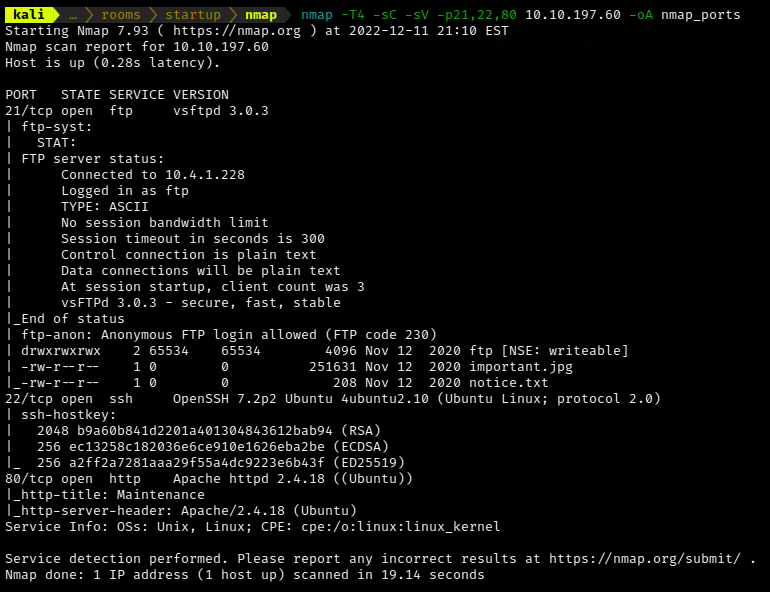 kali … rooms startup nmap nmap -T4 -sC -sV -p21,22,80 10.10.197.60 -oA nmap_ports
Starting Nmap 7.93 ( https://nmap.org ) at 2022-12-11 21:10 EST
Nmap scan report for 10.10.197.60
Host is up (0.28s latency).

PORT   STATE SERVICE VERSION
21/tcp open  ftp     vsftpd 3.0.3
| ftp-syst:
|   STAT:
| FTP server status:
|      Connected to 10.4.1.228
|      Logged in as ftp
|      TYPE: ASCII
|      No session bandwidth limit
|      Session timeout in seconds is 300
|      Control connection is plain text
|      Data connections will be plain text
|      At session startup, client count was 3
|      vsFTPd 3.0.3 - secure, fast, stable
|_End of status
| ftp-anon: Anonymous FTP login allowed (FTP code 230)
| drwxrwxrwx    2 65534    65534        4096 Nov 12  2020 ftp [NSE: writeable]
| -rw-r--r--    1 0        0          251631 Nov 12  2020 important.jpg
|_-rw-r--r--    1 0        0             208 Nov 12  2020 notice.txt
22/tcp open  ssh     OpenSSH 7.2p2 Ubuntu 4ubuntu2.10 (Ubuntu Linux; protocol 2.0)
| ssh-hostkey:
|   2048 b9a60b841d2201a401304843612bab94 (RSA)
|   256 ec13258c182036e6ce910e1626eba2be (ECDSA)
|_  256 a2ff2a7281aaa29f55a4dc9223e6b43f (ED25519)
80/tcp open  http    Apache httpd 2.4.18 ((Ubuntu))
|_http-title: Maintenance
|_http-server-header: Apache/2.4.18 (Ubuntu)
Service Info: OSs: Unix, Linux; CPE: cpe:/o:linux:linux_kernel

Service detection performed. Please report any incorrect results at https://nmap.org/submit/ .
Nmap done: 1 IP address (1 host up) scanned in 19.14 seconds